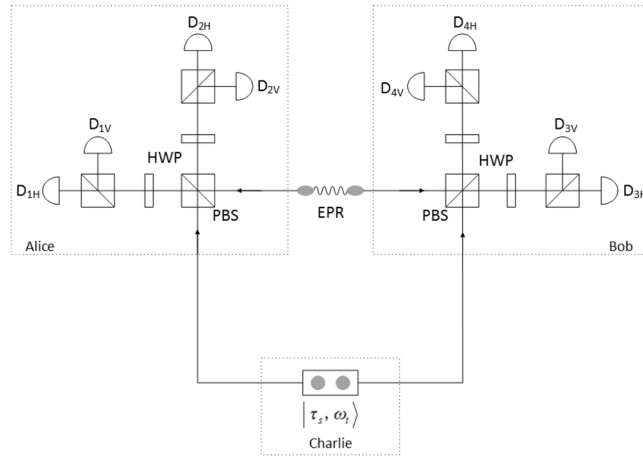 D2H
D4H
D2V
D4V
D1V
D3V
HWP
HWP
D1H
D3H
PBS
EPR
PBS
Alice
Bob
|τs, ωt⟩
Charlie